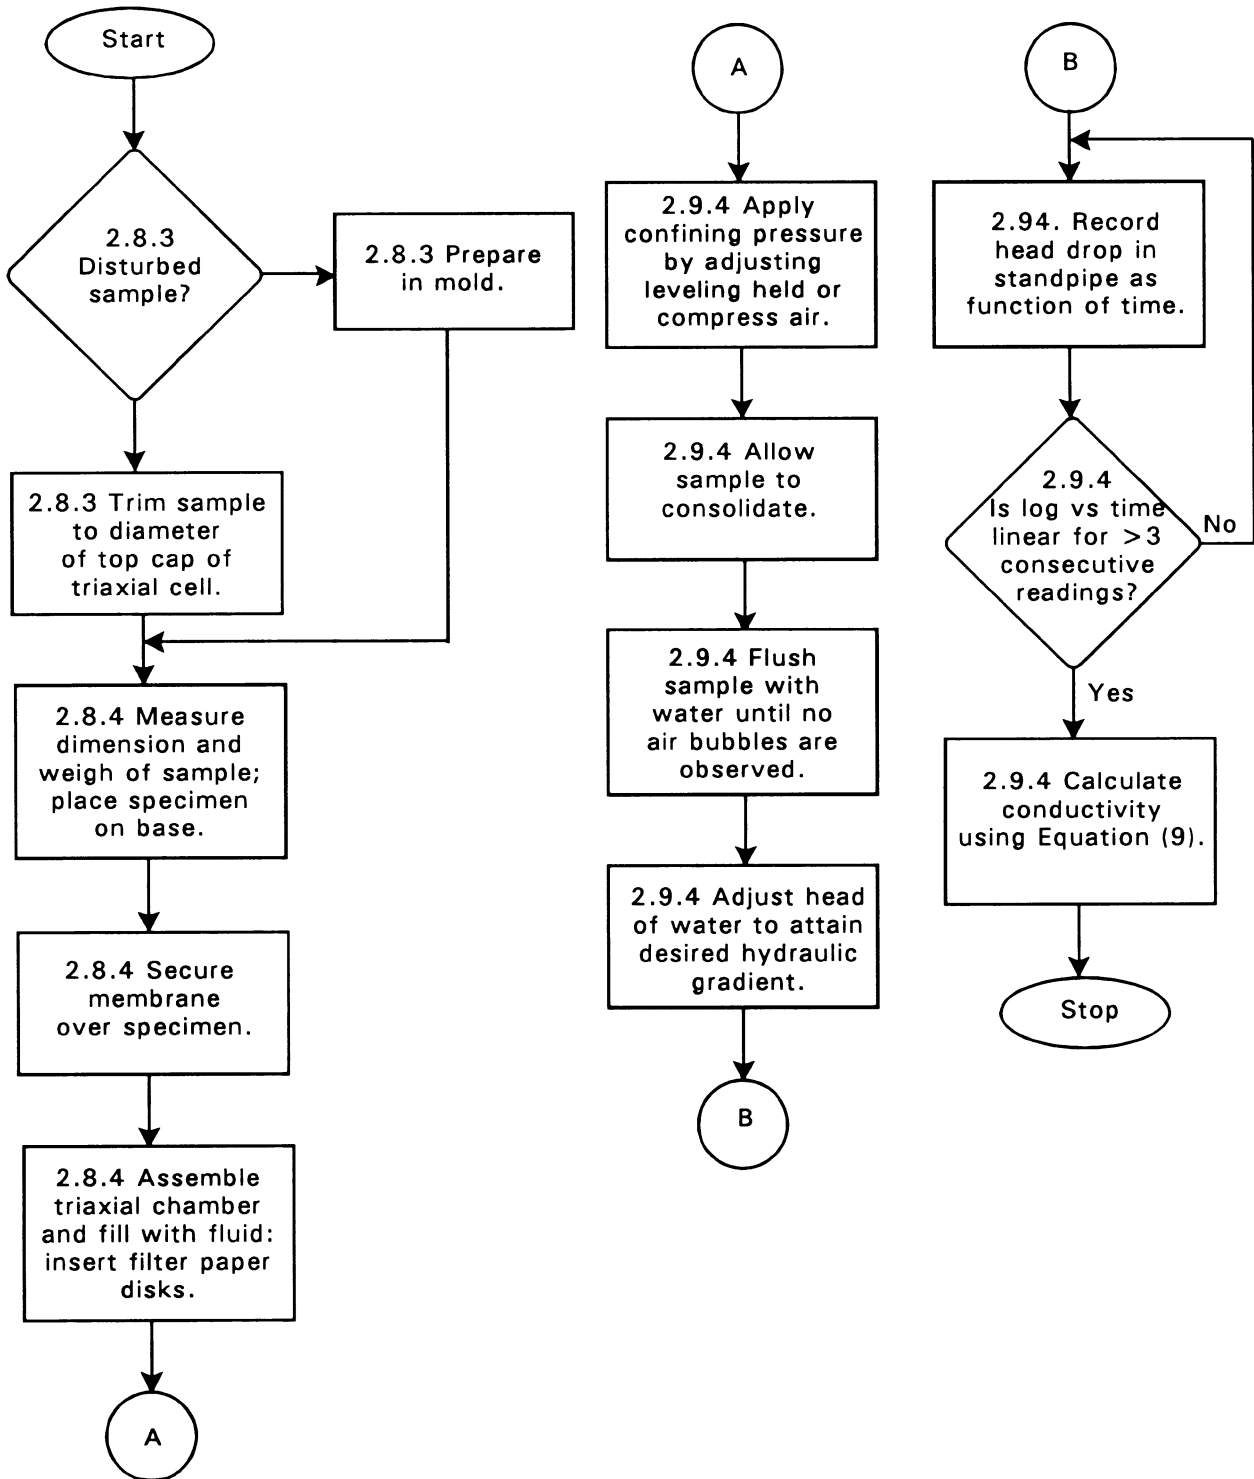 Start
2.8.3
Disturbed
sample?
2.8.3 Prepare
in mold.
2.8.3 Trim sample
to diameter
of top cap of
triaxial cell.
2.8.4 Measure
dimension and
weigh of sample;
place specimen
on base.
2.8.4 Secure
membrane
over specimen.
2.8.4 Assemble
triaxial chamber
and fill with fluid:
insert filter paper
disks.
A
A
2.9.4 Apply
confining pressure
by adjusting
leveling held or
compress air.
2.9.4 Allow
sample to
consolidate.
2.9.4 Flush
sample with
water until no
air bubbles are
observed.
2.9.4 Adjust head
of water to attain
desired hydraulic
gradient.
B
B
2.94. Record
head drop in
standpipe as
function of time.
2.9.4
Is log vs time
linear for >3
consecutive
readings?
No
Yes
2.9.4 Calculate
conductivity
using Equation (9).
Stop